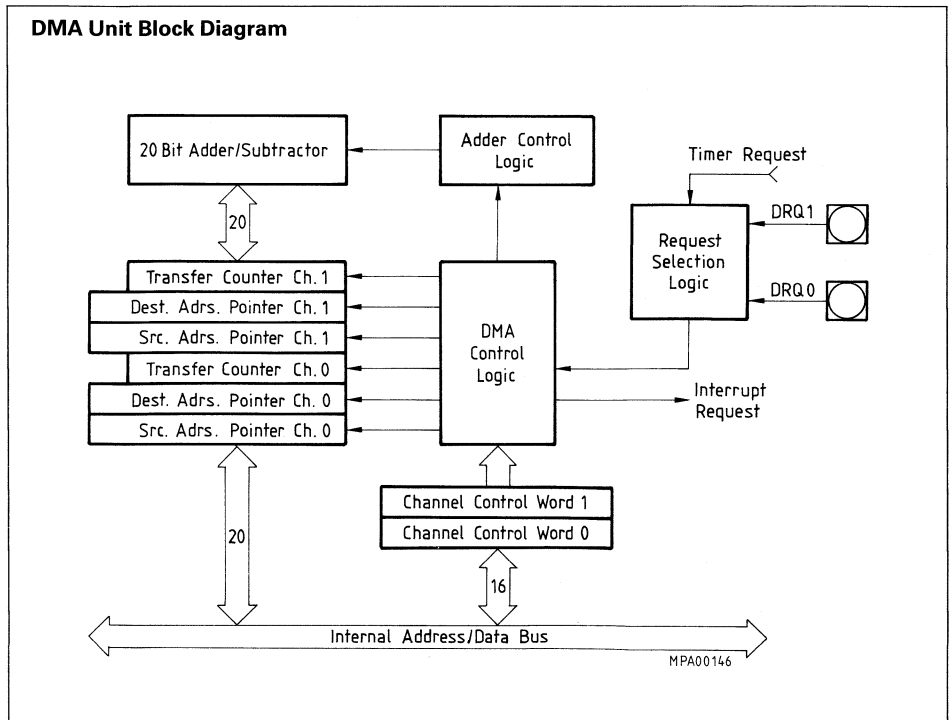 DMA Unit Block Diagram
20 Bit Adder/Subtractor
Adder Control
Logic
Timer Request
20
DRQ1
Request
Selection
Logic
DRQ0
Transfer Counter Ch. 1
Dest. Adrs. Pointer Ch. 1
Src. Adrs. Pointer Ch. 1
Transfer Counter Ch. 0
Dest. Adrs. Pointer Ch. 0
Src. Adrs. Pointer Ch. 0
DMA
Control
Logic
Interrupt
Request
Channel Control Word 1
Channel Control Word 0
20
16
Internal Address/Data Bus
MPA00146